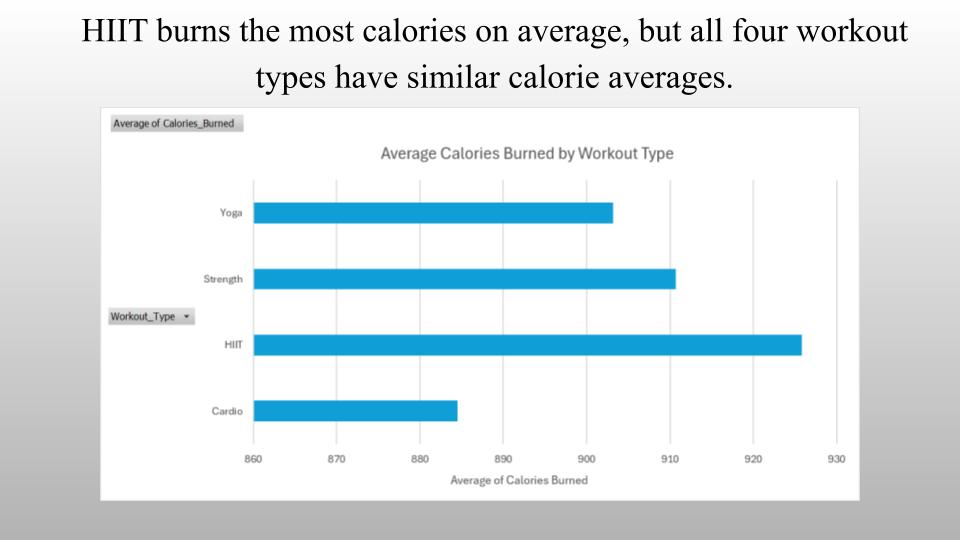 HIIT burns the most calories on average, but all four workout
types have similar calorie averages.
Average of Calories_Burned
Average Calories Burned by Workout Type
Yoga
Strength
Workout_Type
HIIT
Cardio
860 870 880 890 900 910 920 930
Average of Calories Burned